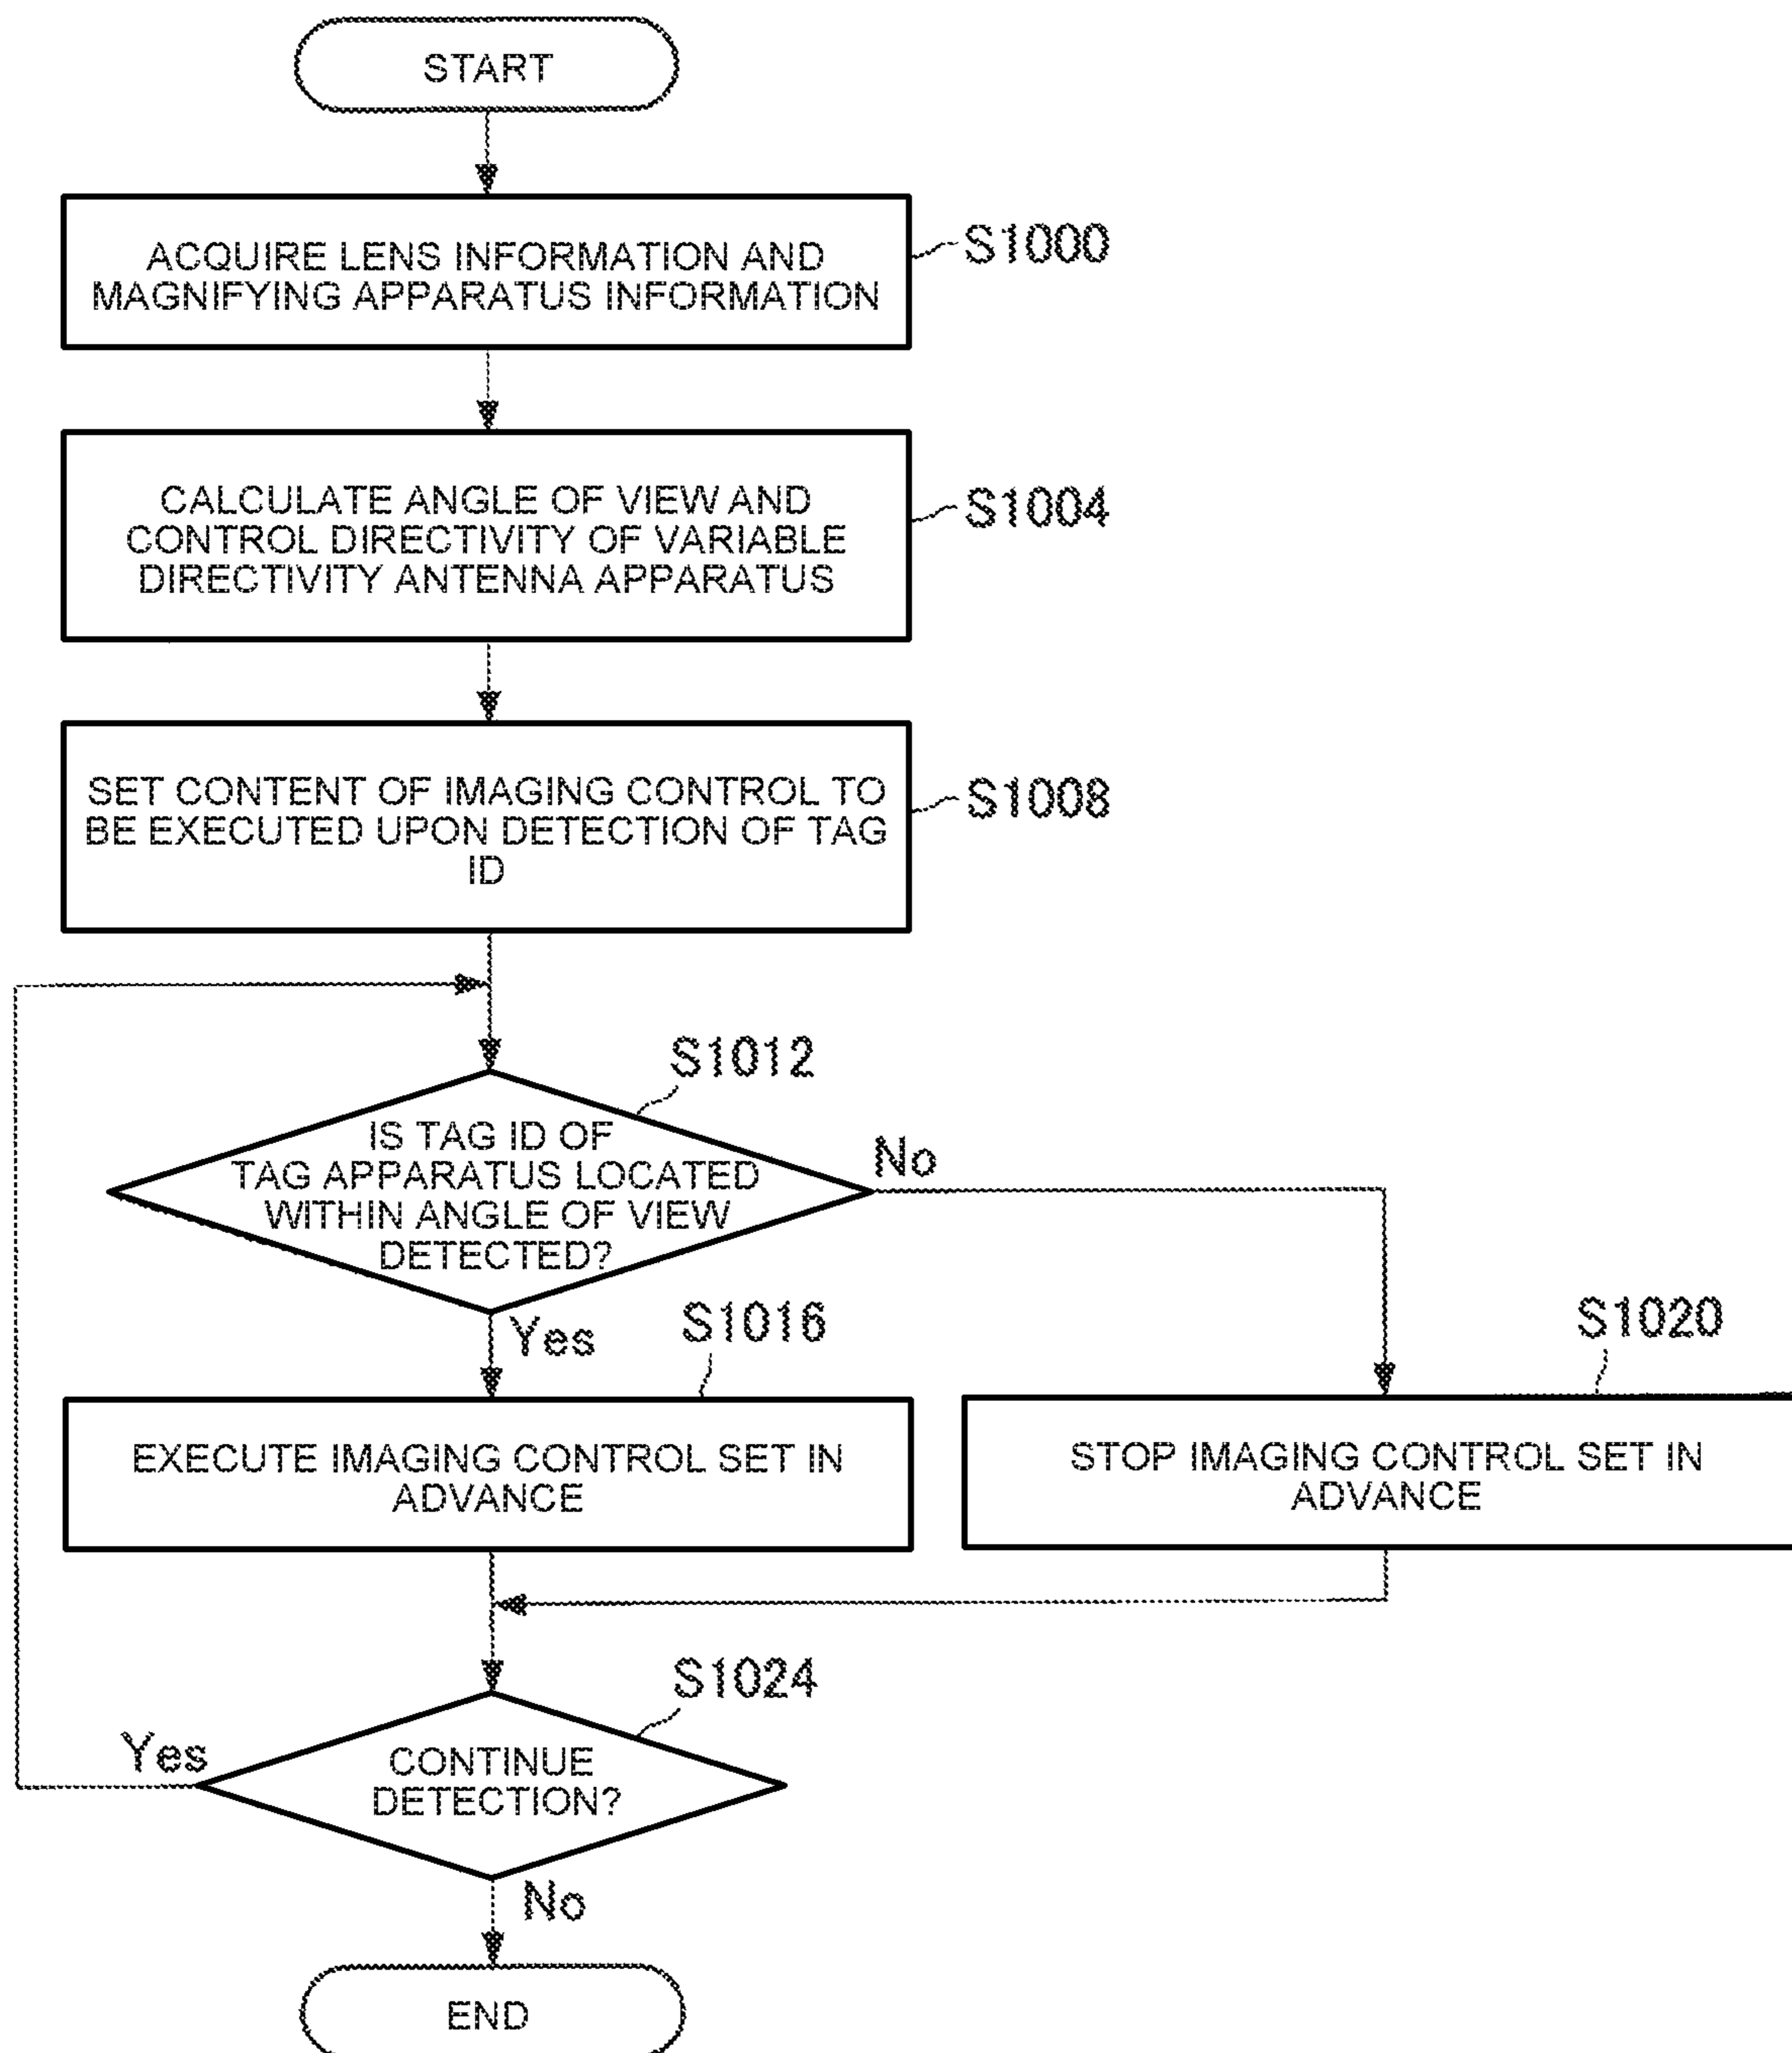 START
ACQUIRE LENS INFORMATION AND
MAGNIFYING APPARATUS INFORMATION
S1000
CALCULATE ANGLE OF VIEW AND
CONTROL DIRECTIVITY OF VARIABLE
DIRECTIVITY ANTENNA APPARATUS
S1004
SET CONTENT OF IMAGING CONTROL TO
BE EXECUTED UPON DETECTION OF TAG
ID
S1008
S1012
IS TAG ID OF
TAG APPARATUS LOCATED
WITHIN ANGLE OF VIEW
DETECTED?
No
Yes
S1016
EXECUTE IMAGING CONTROL SET IN
ADVANCE
S1020
STOP IMAGING CONTROL SET IN
ADVANCE
S1024
CONTINUE
DETECTION?
Yes
No
END